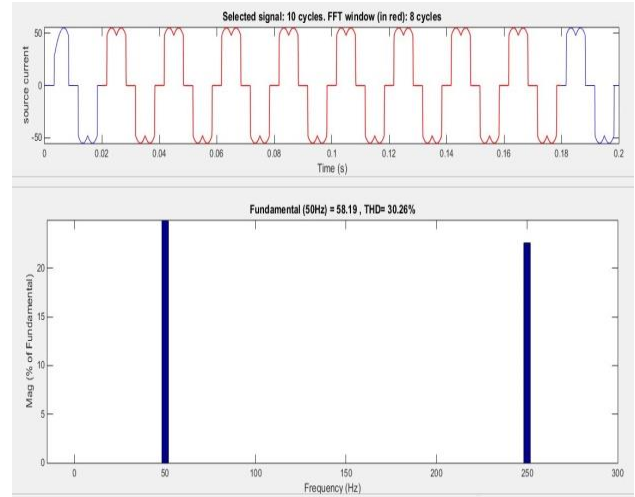 Selected signal: 10 cycles. FFT window (in red): 8 cycles
50
0
-50
source current
0 0.02 0.04 0.06 0.08 0.1 0.12 0.14 0.16 0.18 0.2
Time (s)
Fundamental (50Hz) = 58.19 , THD= 30.26%
20
15
10
5
0
Mag (% of Fundamental)
0 50 100 150 200 250 300
Frequency (Hz)